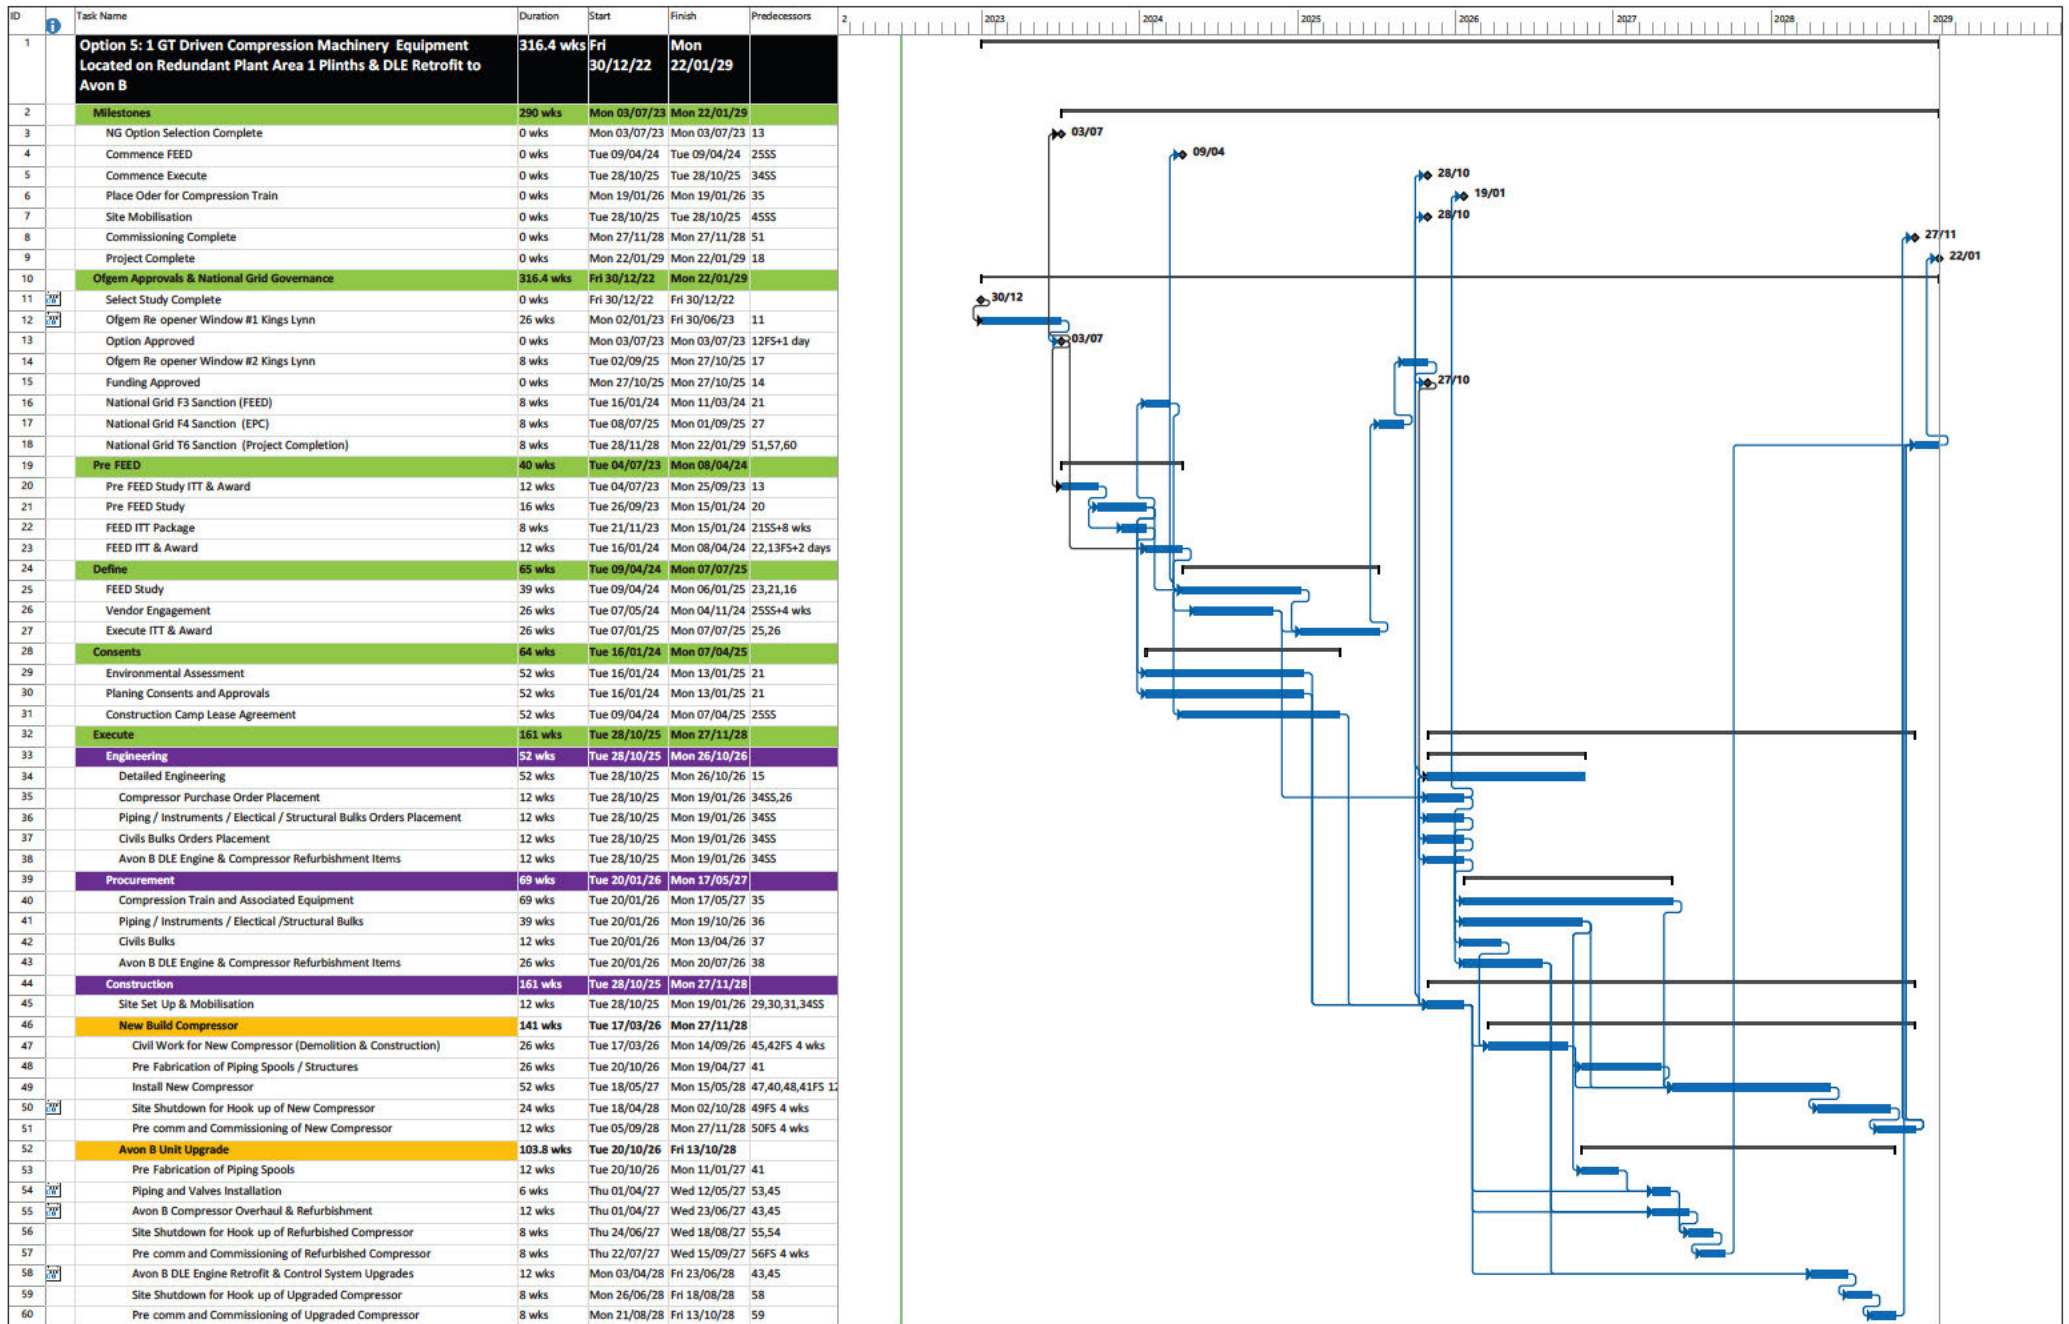 ID Task Name Duration Start Finish Predecessors 2 2023 2024 2025 2026 2027 2028 2029
1 Option 5: 1 GT Driven Compression Machinery Equipment 316.4 wks Fri Mon
Located on Redundant Plant Area 1 Plinths & DLE Retrofit to 30/12/22 22/01/29
Avon B
2 Milestones 290 wks Mon 03/07/23 Mon 22/01/29
3 NG Option Selection Complete 0 wks Mon 03/07/23 Mon 03/07/23 13 03/07
4 Commence FEED 0 wks Tue 09/04/24 Tue 09/04/24 25SS 09/04
5 Commence Execute 0 wks Tue 28/10/25 Tue 28/10/25 34SS 28/10
6 Place Oder for Compression Train 0 wks Mon 19/01/26 Mon 19/01/26 35 19/01
7 Site Mobilisation 0 wks Tue 28/10/25 Tue 28/10/25 45SS 28/10
8 Commissioning Complete 0 wks Mon 27/11/28 Mon 27/11/28 51 27/11
9 Project Complete 0 wks Mon 22/01/29 Mon 22/01/29 18 22/01
10 Ofgem Approvals & National Grid Governance 316.4 wks Fri 30/12/22 Mon 22/01/29
11 Select Study Complete 0 wks Fri 30/12/22 Fri 30/12/22 30/12
12 Ofgem Re opener Window #1 Kings Lynn 26 wks Mon 02/01/23 Fri 30/06/23 11
13 Option Approved 0 wks Mon 03/07/23 Mon 03/07/23 12FS+1 day 03/07
14 Ofgem Re opener Window #2 Kings Lynn 8 wks Tue 02/09/25 Mon 27/10/25 17
15 Funding Approved 0 wks Mon 27/10/25 Mon 27/10/25 14 27/10
16 National Grid F3 Sanction (FEED) 8 wks Tue 16/01/24 Mon 11/03/24 21
17 National Grid F4 Sanction (EPC) 8 wks Tue 08/07/25 Mon 01/09/25 27
18 National Grid T6 Sanction (Project Completion) 8 wks Tue 28/11/28 Mon 22/01/29 51,57,60
19 Pre FEED 40 wks Tue 04/07/23 Mon 08/04/24
20 Pre FEED Study ITT & Award 12 wks Tue 04/07/23 Mon 25/09/23 13
21 Pre FEED Study 16 wks Tue 26/09/23 Mon 15/01/24 20
22 FEED ITT Package 8 wks Tue 21/11/23 Mon 15/01/24 21SS+8 wks
23 FEED ITT & Award 12 wks Tue 16/01/24 Mon 08/04/24 22,13FS+2 days
24 Define 65 wks Tue 09/04/24 Mon 07/07/25
25 FEED Study 39 wks Tue 09/04/24 Mon 06/01/25 23,21,16
26 Vendor Engagement 26 wks Tue 07/05/24 Mon 04/11/24 25SS+4 wks
27 Execute ITT & Award 26 wks Tue 07/01/25 Mon 07/07/25 25,26
28 Consents 64 wks Tue 16/01/24 Mon 07/04/25
29 Environmental Assessment 52 wks Tue 16/01/24 Mon 13/01/25 21
30 Planing Consents and Approvals 52 wks Tue 16/01/24 Mon 13/01/25 21
31 Construction Camp Lease Agreement 52 wks Tue 09/04/24 Mon 07/04/25 25SS
32 Execute 161 wks Tue 28/10/25 Mon 27/11/28
33 Engineering 52 wks Tue 28/10/25 Mon 26/10/26
34 Detailed Engineering 52 wks Tue 28/10/25 Mon 26/10/26 15
35 Compressor Purchase Order Placement 12 wks Tue 28/10/25 Mon 19/01/26 34SS,26
36 Piping / Instruments / Electical / Structural Bulks Orders Placement 12 wks Tue 28/10/25 Mon 19/01/26 34SS
37 Civils Bulks Orders Placement 12 wks Tue 28/10/25 Mon 19/01/26 34SS
38 Avon B DLE Engine & Compressor Refurbishment Items 12 wks Tue 28/10/25 Mon 19/01/26 34SS
39 Procurement 69 wks Tue 20/01/26 Mon 17/05/27
40 Compression Train and Associated Equipment 69 wks Tue 20/01/26 Mon 17/05/27 35
41 Piping / Instruments / Electical /Structural Bulks 39 wks Tue 20/01/26 Mon 19/10/26 36
42 Civils Bulks 12 wks Tue 20/01/26 Mon 13/04/26 37
43 Avon B DLE Engine & Compressor Refurbishment Items 26 wks Tue 20/01/26 Mon 20/07/26 38
44 Construction 161 wks Tue 28/10/25 Mon 27/11/28
45 Site Set Up & Mobilisation 12 wks Tue 28/10/25 Mon 19/01/26 29,30,31,34SS
46 New Build Compressor 141 wks Tue 17/03/26 Mon 27/11/28
47 Civil Work for New Compressor (Demolition & Construction) 26 wks Tue 17/03/26 Mon 14/09/26 45,42FS 4 wks
48 Pre Fabrication of Piping Spools / Structures 26 wks Tue 20/10/26 Mon 19/04/27 41
49 Install New Compressor 52 wks Tue 18/05/27 Mon 15/05/28 47,40,48,41FS 12
50 Site Shutdown for Hook up of New Compressor 24 wks Tue 18/04/28 Mon 02/10/28 49FS 4 wks
51 Pre comm and Commissioning of New Compressor 12 wks Tue 05/09/28 Mon 27/11/28 50FS 4 wks
52 Avon B Unit Upgrade 103.8 wks Tue 20/10/26 Fri 13/10/28
53 Pre Fabrication of Piping Spools 12 wks Tue 20/10/26 Mon 11/01/27 41
54 Piping and Valves Installation 6 wks Thu 01/04/27 Wed 12/05/27 53,45
55 Avon B Compressor Overhaul & Refurbishment 12 wks Thu 01/04/27 Wed 23/06/27 43,45
56 Site Shutdown for Hook up of Refurbished Compressor 8 wks Thu 24/06/27 Wed 18/08/27 55,54
57 Pre comm and Commissioning of Refurbished Compressor 8 wks Thu 22/07/27 Wed 15/09/27 56FS 4 wks
58 Avon B DLE Engine Retrofit & Control System Upgrades 12 wks Mon 03/04/28 Fri 23/06/28 43,45
59 Site Shutdown for Hook up of Upgraded Compressor 8 wks Mon 26/06/28 Fri 18/08/28 58
60 Pre comm and Commissioning of Upgraded Compressor 8 wks Mon 21/08/28 Fri 13/10/28 59